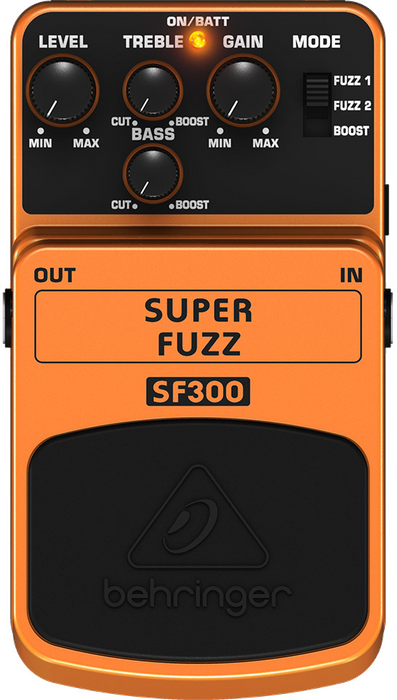 ON/BATT
LEVEL TREBLE GAIN MODE
FUZZ 1
FUZZ 2
BOOST
CUT BOOST
MIN MAX BASS MIN MAX
CUT BOOST
OUT IN
SUPER
FUZZ
SF300
behringer